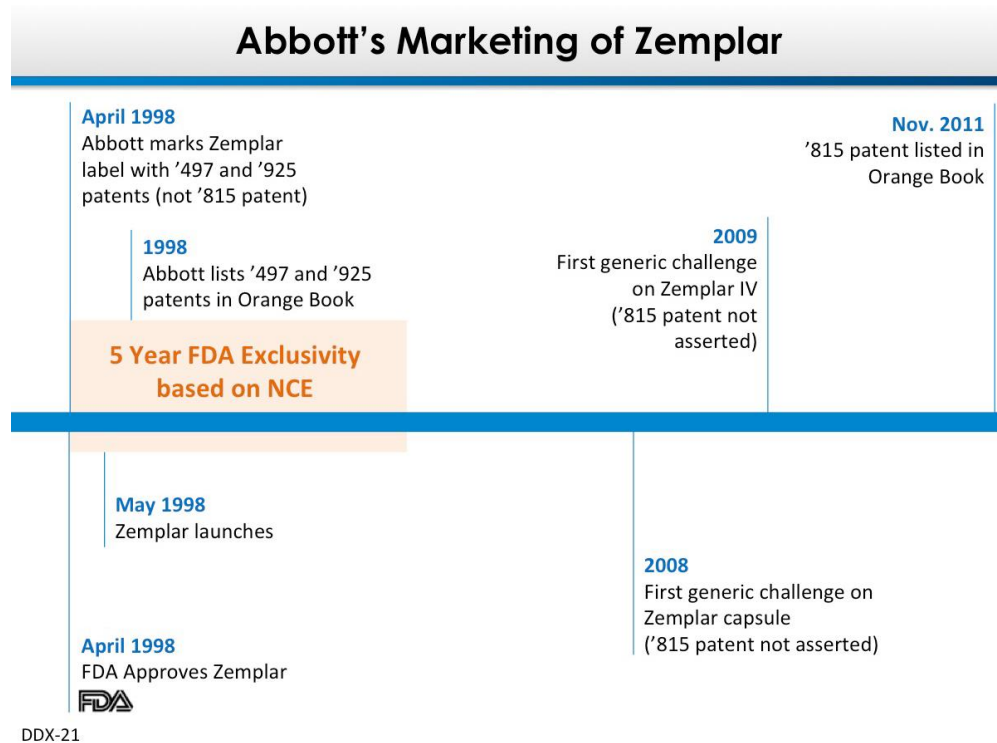 Abbott’s Marketing of Zemplar
April 1998
Abbott marks Zemplar
label with ’497 and ’925
patents (not ’815 patent)
1998
Abbott lists ’497 and ’925
patents in Orange Book
5 Year FDA Exclusivity
based on NCE
2009
First generic challenge
on Zemplar IV
(’815 patent not
asserted)
Nov. 2011
’815 patent listed in
Orange Book
May 1998
Zemplar launches
April 1998
FDA Approves Zemplar
FDA
2008
First generic challenge on
Zemplar capsule
(’815 patent not asserted)
DDX-21